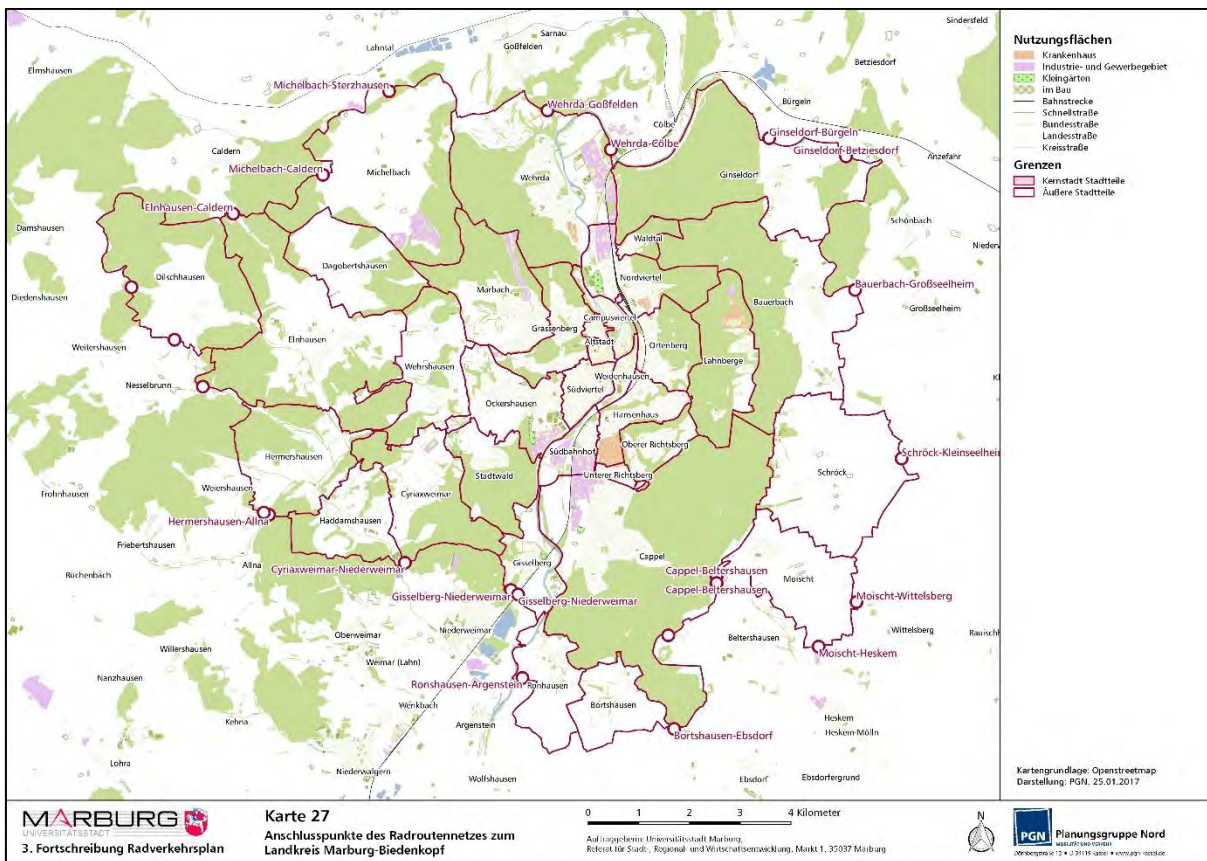 Sindersfeld
Sarnau
Lahntal
Goßfelden
Betziesdorf
Elmshausen
Michelbach-Sterzhausen
Wehrda-Goßfelden
Bürgeln
Cölbe
Ginseldorf-Bürgeln
Wehrda-Cölbe
Caldern
Ginseldorf-Betziesdorf
Anzefahr
Michelbach-Caldern
Michelbach
Wehrda
Ginseldorf
Elnhausen-Caldern
Schönbach
Damshausen
Waldtal
Niederw
Dagobertshausen
Dilschhausen
Nordviertel
Marbach
Bauerbach-Großseelheim
Diedenshausen
Bauerbach
Großseelheim
Campusviertel
Grassenberg
Elnhausen
Altstadt
Ortenberg
Weitershausen
Wehrshausen
Lahnberge
Nesselbrunn
Weidenhausen
Südviertel
Ockershausen
Hansenhaus
Oberer Richtsberg
Südbahnhof
Hermershausen
Schröck-Kleinseelheim
Stadtwald
Schröck
Unterer Richtsberg
Weiershausen
Frohnhausen
Cyriaxweimar
Hermershausen-Allna
Haddamshausen
Friebertshausen
Cappel
Gisselberg
Allna
Cyriaxweimar-Niederweimar
Cappel-Beltershausen
Rüchenbach
Moischt
Cappel-Beltershausen
Gisselberg-Niederweimar
Gisselberg-Niederweimar
Moischt-Wittelsberg
Niederweimar
Wittelsberg
Rauischh
Oberweimar
Beltershausen
Willershausen
Moischt-Heskem
Weimar (Lahn)
Nanzhausen
Ronshausen-Argenstein
Ronhausen
Wenkbach
Bortshausen
Kehna
Argenstein
Heskem
Heskem-Mölln
Bortshausen-Ebsdorf
Lohra
Niederwalgern
Wolfshausen
Ebsdorf
Ebsdorfergrund
Nutzungsflächen
Krankenhaus
Industrie- und Gewerbegebiet
Kleingärten
im Bau
Bahnstrecke
Schnellstraße
Bundesstraße
Landesstraße
Kreisstraße
Grenzen
Kernstadt Stadtteile
Äußere Stadtteile
Kartengrundlage: Openstreetmap
Darstellung: PGN, 25.01.2017
MARBURG
UNIVERSITÄTSSTADT
3. Fortschreibung Radverkehrsplan
Karte 27
Anschlusspunkte des Radroutennetzes zum
Landkreis Marburg-Biedenkopf
0 1 2 3 4 Kilometer
Auftraggeberin: Universitätsstadt Marburg,
Referat für Stadt-, Regional- und Wirtschaftsentwicklung, Markt 1, 35037 Marburg
N
PGN
Planungsgruppe Nord
MOBILITÄT UND VERKEHR